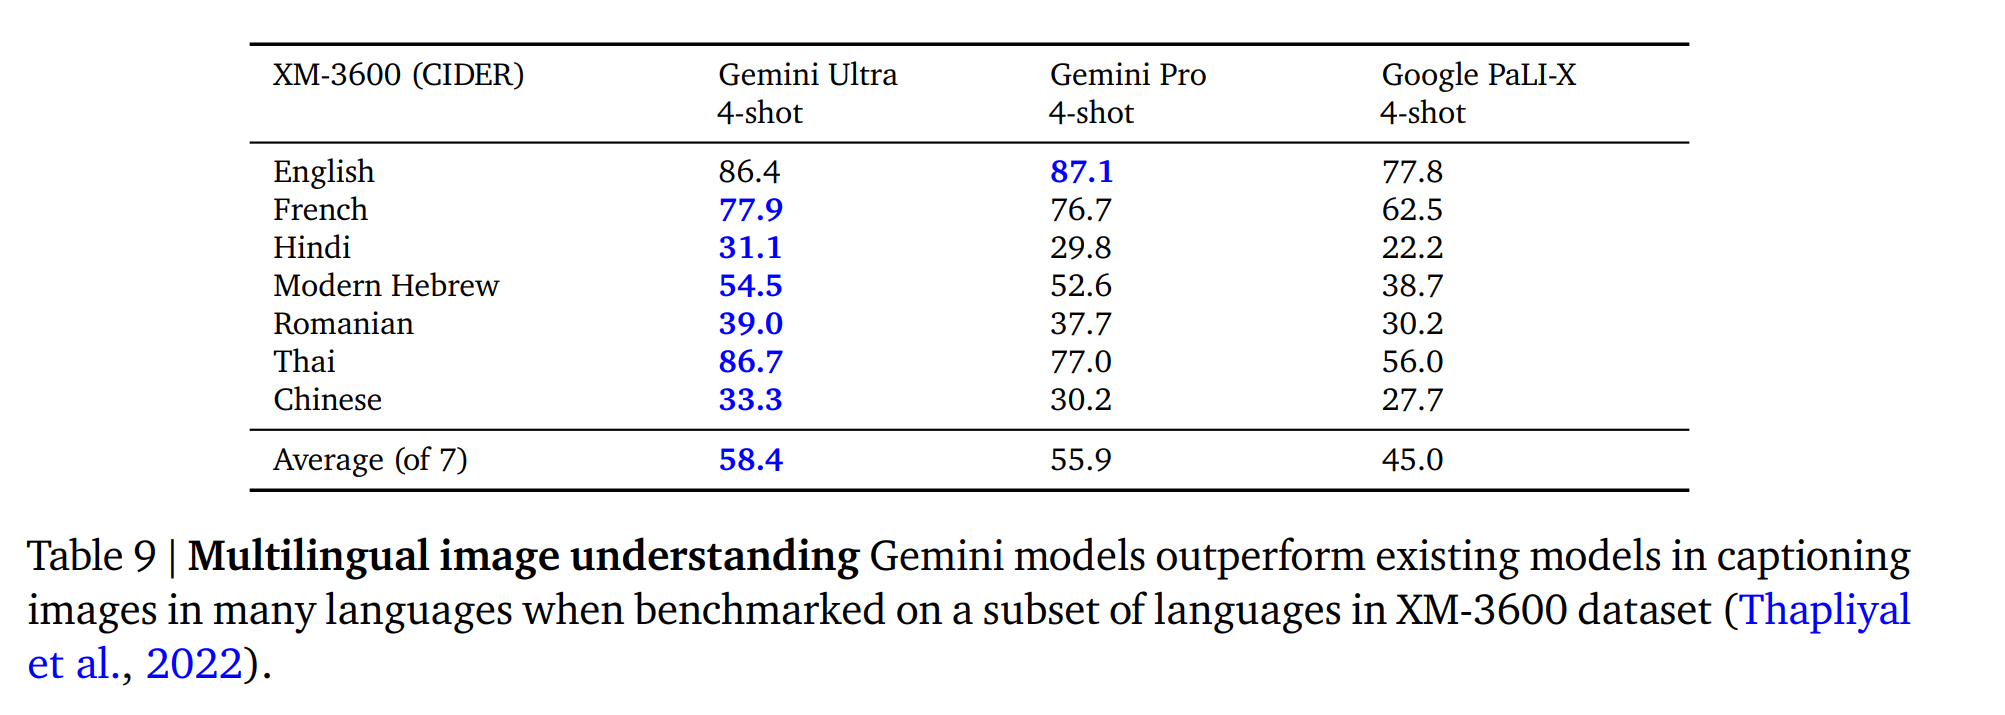 XM-3600 (CIDER) Gemini Ultra Gemini Pro Google PaLI-X
4-shot 4-shot 4-shot
English 86.4 87.1 77.8
French 77.9 76.7 62.5
Hindi 31.1 29.8 22.2
Modern Hebrew 54.5 52.6 38.7
Romanian 39.0 37.7 30.2
Thai 86.7 77.0 56.0
Chinese 33.3 30.2 27.7
Average (of 7) 58.4 55.9 45.0
Table 9 | Multilingual image understanding Gemini models outperform existing models in captioning
images in many languages when benchmarked on a subset of languages in XM-3600 dataset (Thapliyal
et al., 2022).